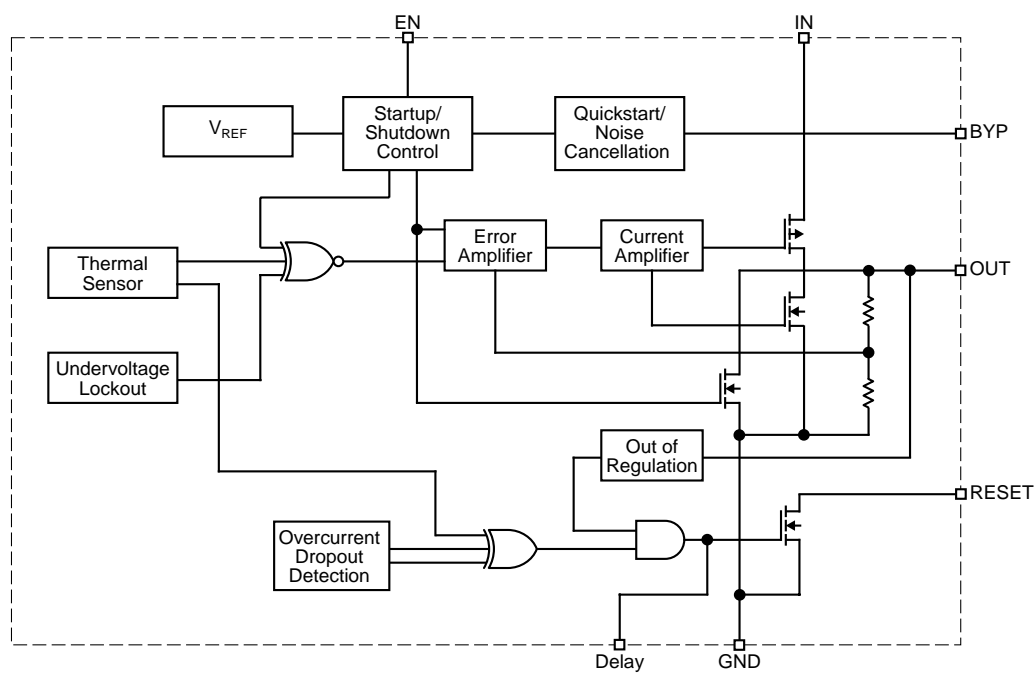 EN
IN
V_REF
Startup/
Shutdown
Control
Quickstart/
Noise
Cancellation
BYP
Thermal
Sensor
Error
Amplifier
Current
Amplifier
OUT
Undervoltage
Lockout
Out of
Regulation
RESET
Overcurrent
Dropout
Detection
Delay
GND